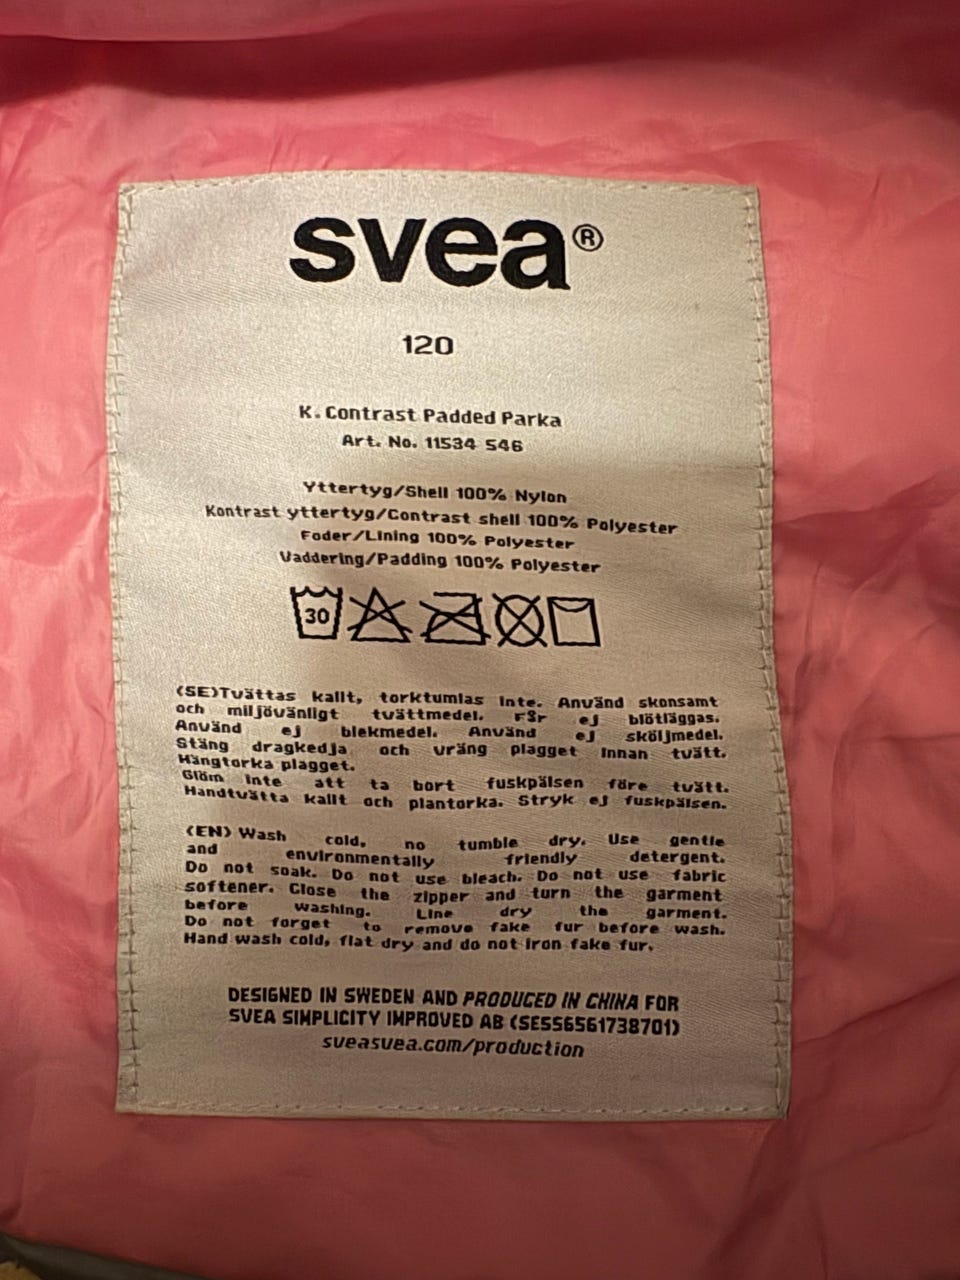 svea®
120
K. Contrast Padded Parka
Art. No. 11534 546
Yttertyg/Shell 100% Nylon
Kontrast yttertyg/Contrast shell 100% Polyester
Foder/Lining 100% Polyester
Vaddering/Padding 100% Polyester
30
(SE)Tvättas kallt, torktumlas inte. Använd skonsamt
och miljövänligt tvättmedel. FSr ej blötläggas.
Använd ej blekmedel. Använd ej sköljmedel.
Stäng dragkedja och vräng plagget innan tvätt.
Hängtorka plagget.
Glöm inte att ta bort fuskpälsen före tvätt.
Handtvätta kallt och plantorka. Stryk ej fuskpälsen.
(EN) Wash cold, no tumble dry. Use gentle
and environmentally friendly detergent.
Do not soak. Do not use bleach. Do not use fabric
softener. Close the zipper and turn the garment
before washing. Line dry the garment.
Do not forget to remove fake fur before wash.
Hand wash cold, flat dry and do not iron fake fur.
DESIGNED IN SWEDEN AND PRODUCED IN CHINA FOR
SVEA SIMPLICITY IMPROVED AB (SE556561738701)
sveasvea.com/production